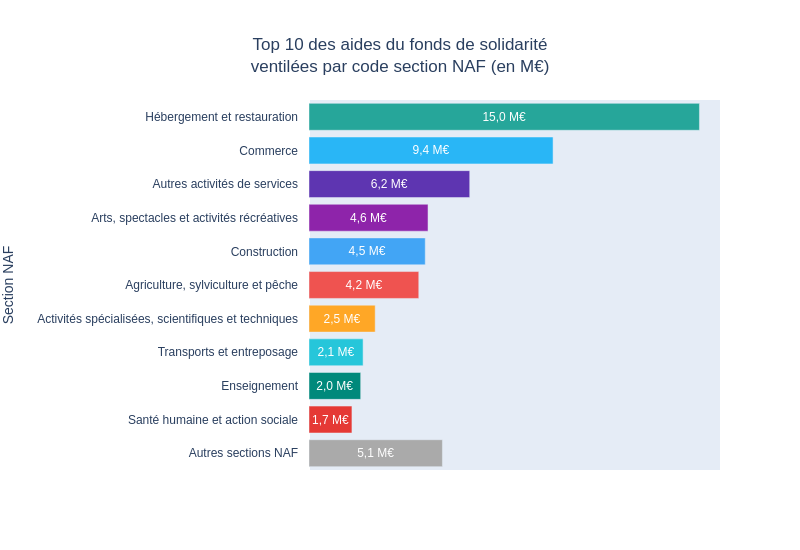 Top 10 des aides du fonds de solidarité
ventilées par code section NAF (en M€)
Section NAF
Hébergement et restauration 15,0 M€
Commerce 9,4 M€
Autres activités de services 6,2 M€
Arts, spectacles et activités récréatives 4,6 M€
Construction 4,5 M€
Agriculture, sylviculture et pêche 4,2 M€
Activités spécialisées, scientifiques et techniques 2,5 M€
Transports et entreposage 2,1 M€
Enseignement 2,0 M€
Santé humaine et action sociale 1,7 M€
Autres sections NAF 5,1 M€